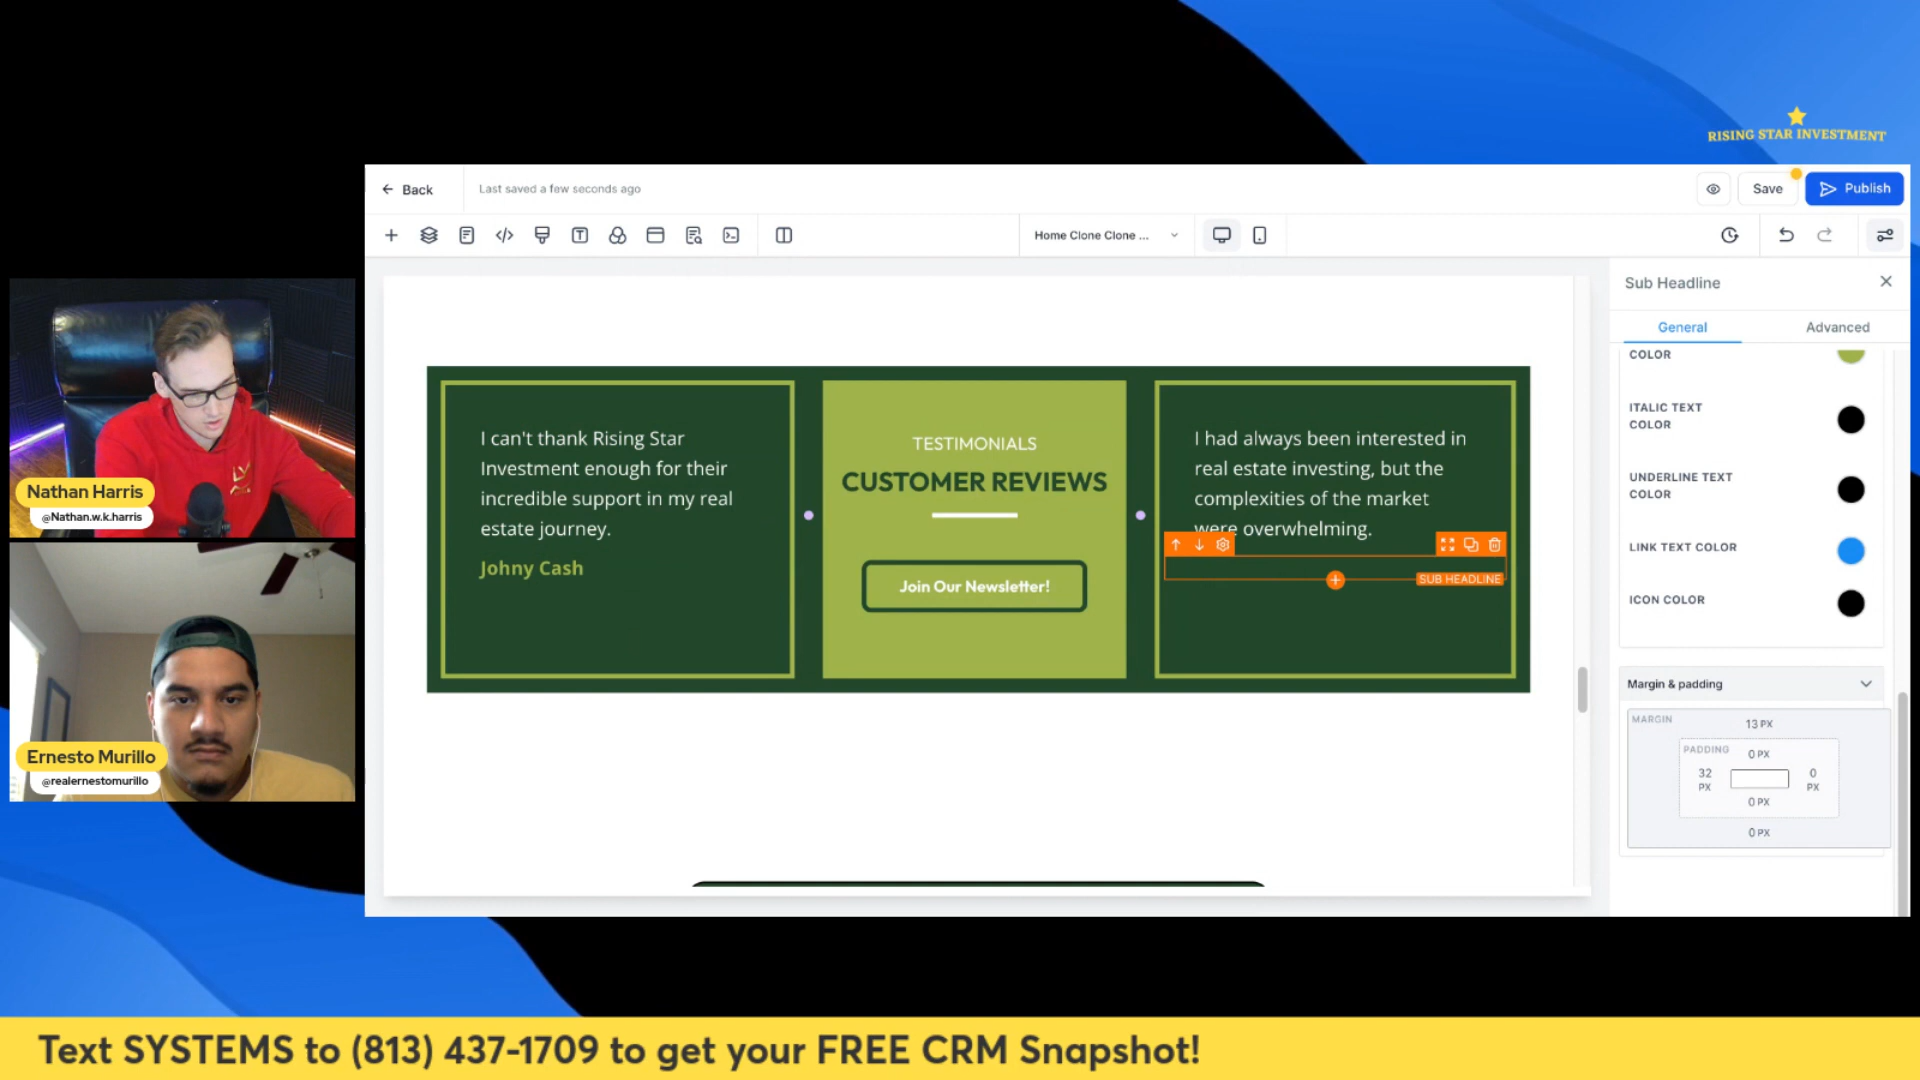 RISING STAR INVESTMENT
Back
Last saved a few seconds ago
Save
Publish
Home Clone Clone ...
Sub Headline
General
Advanced
COLOR
ITALIC TEXT
COLOR
UNDERLINE TEXT
COLOR
LINK TEXT COLOR
ICON COLOR
Margin & padding
MARGIN
13 PX
PADDING
0 PX
32
PX
0
PX
0 PX
0 PX
I can't thank Rising Star
Investment enough for their
incredible support in my real
estate journey.
Johny Cash
TESTIMONIALS
CUSTOMER REVIEWS
Join Our Newsletter!
I had always been interested in
real estate investing, but the
complexities of the market
were overwhelming.
SUB HEADLINE
Nathan Harris
@Nathan.w.k.harris
Ernesto Murillo
@realernestomurillo
Text SYSTEMS to (813) 437-1709 to get your FREE CRM Snapshot!